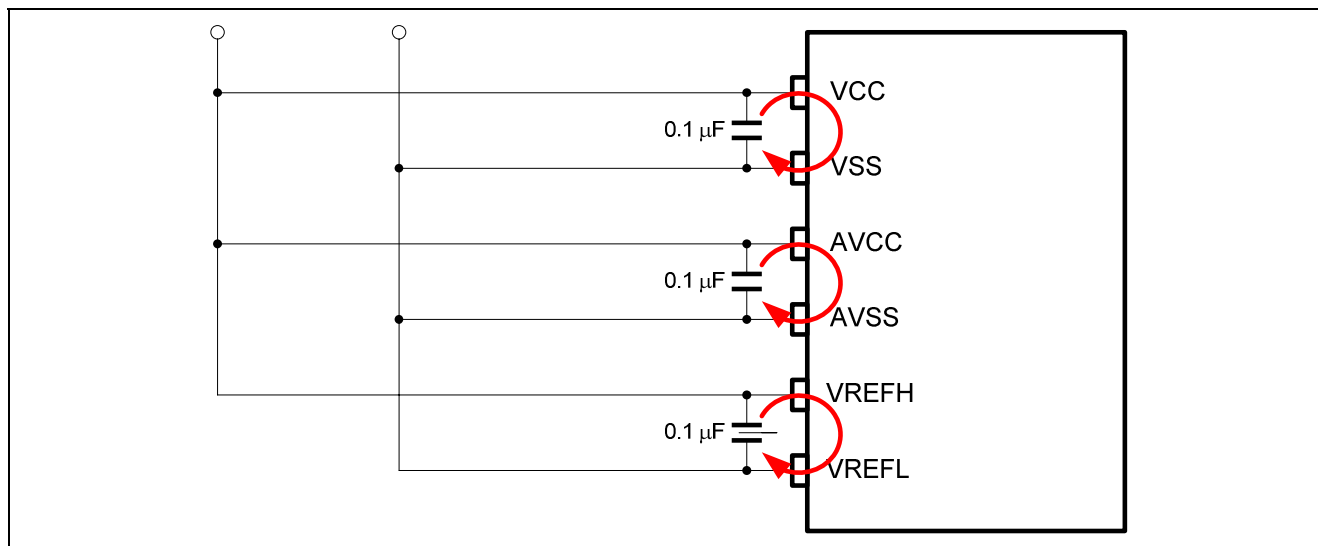 VCC
0.1 μF
VSS
AVCC
0.1 μF
AVSS
VREFH
0.1 μF
VREFL